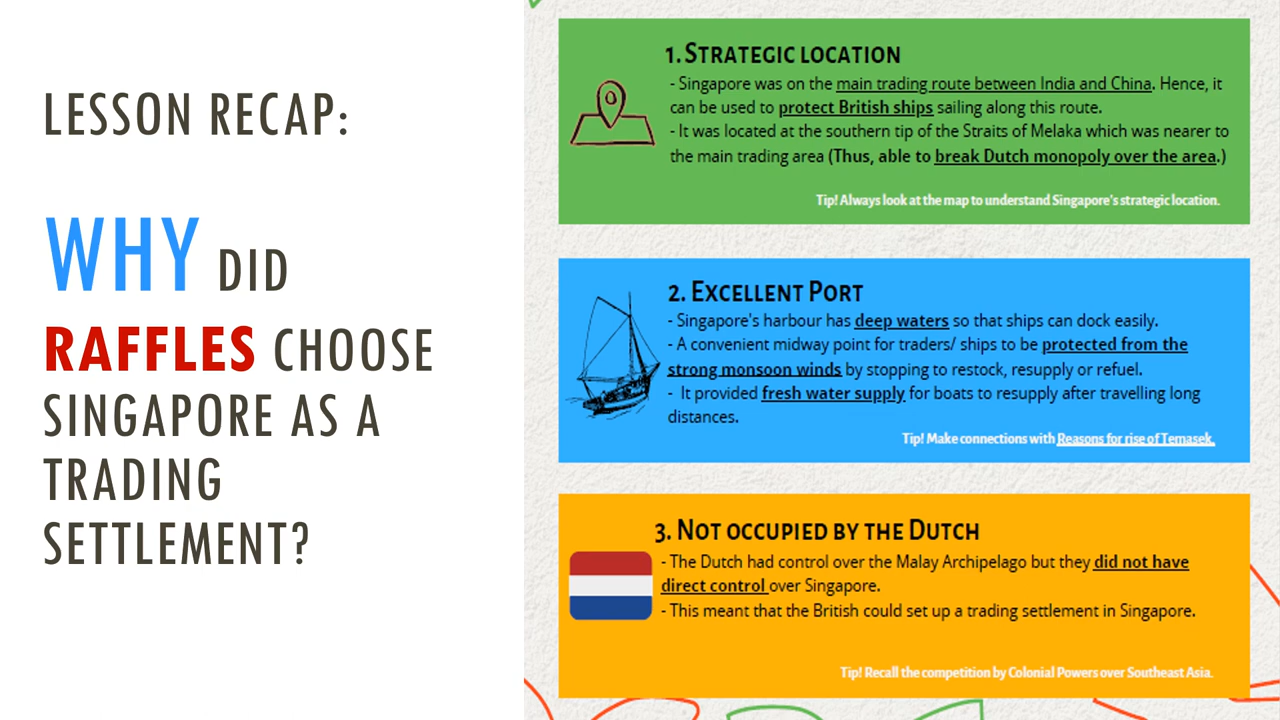 LESSON RECAP:
WHY DID
RAFFLES CHOOSE
SINGAPORE AS A
TRADING
SETTLEMENT?
1. STRATEGIC LOCATION
- Singapore was on the main trading route between India and China. Hence, it
can be used to protect British ships sailing along this route.
- It was located at the southern tip of the Straits of Melaka which was nearer to
the main trading area (Thus, able to break Dutch monopoly over the area.)
Tip! Always look at the map to understand Singapore's strategic location.
2. EXCELLENT PORT
- Singapore's harbour has deep waters so that ships can dock easily.
- A convenient midway point for traders/ ships to be protected from the
strong monsoon winds by stopping to restock, resupply or refuel.
- It provided fresh water supply for boats to resupply after travelling long
distances.
Tip! Make connections with Reasons for rise of Temasek.
3. NOT OCCUPIED BY THE DUTCH
- The Dutch had control over the Malay Archipelago but they did not have
direct control over Singapore.
- This meant that the British could set up a trading settlement in Singapore.
Tip! Recall the competition by Colonial Powers over Southeast Asia.